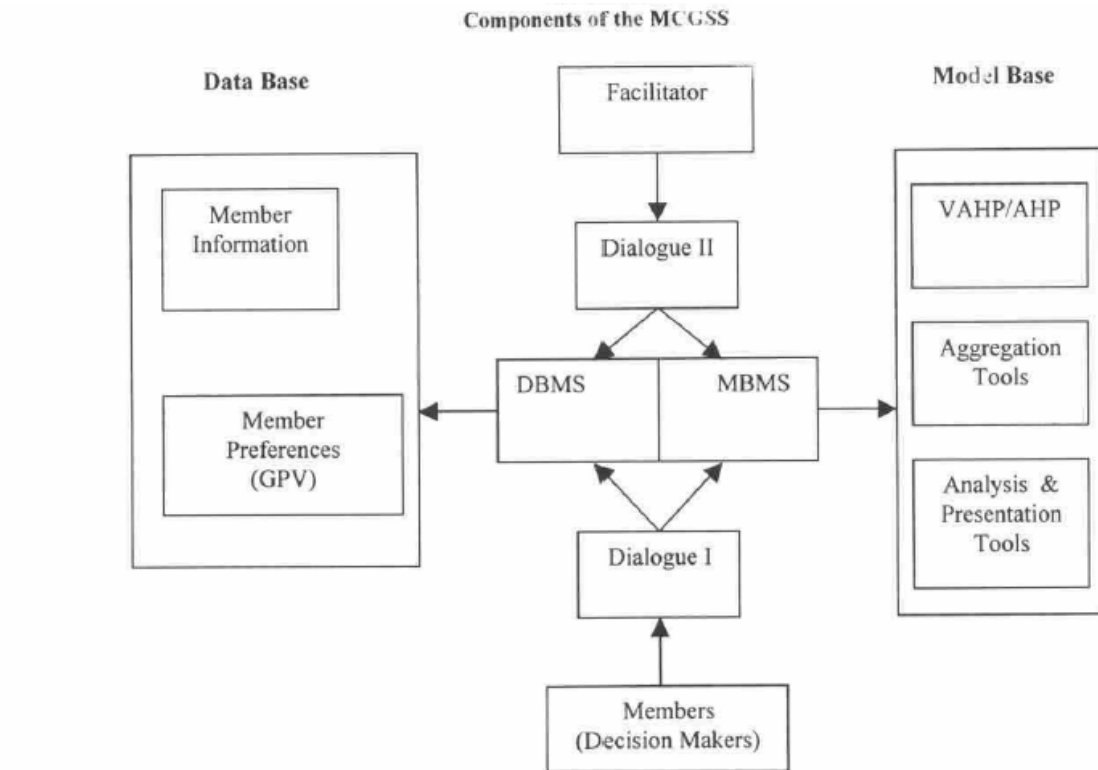 Components of the MCGSS
Data Base
Facilitator
Model Base
Member
Information
Dialogue II
VAHP/AHP
DBMS
MBMS
Aggregation
Tools
Member
Preferences
(GPV)
Analysis &
Presentation
Tools
Dialogue I
Members
(Decision Makers)